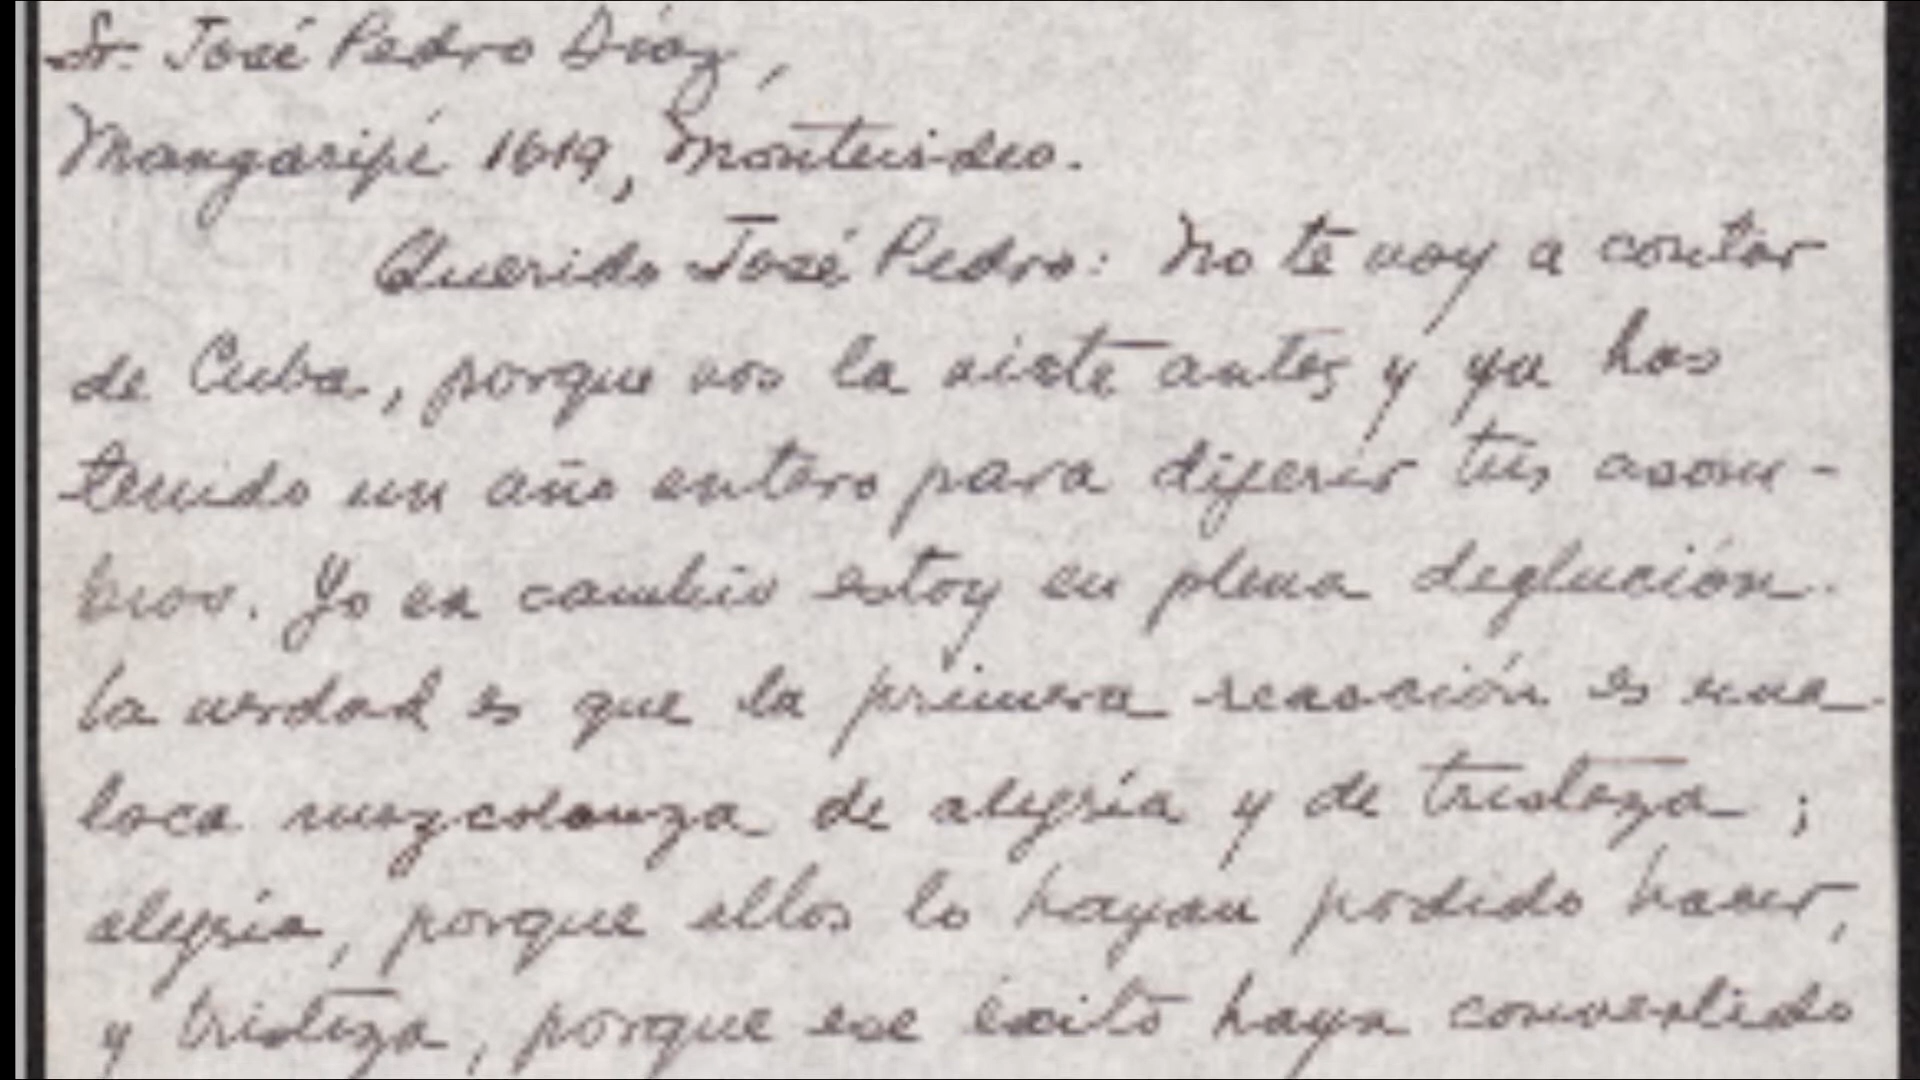 Sr. José Pedro Díaz,
Mangaripé 1619, Montevideo.
Querido José Pedro: No te voy a contar
de Cuba, porque vos la viste antes y ya has
tenido un año entero para digerir tus asom-
bros. Yo en cambio estoy en plena deglución.
La verdad es que la primera reacción es una
loca mezcolanza de alegría y de tristeza;
alegría, porque ellos lo hayan podido hacer,
y tristeza, porque ese éxito haya convertido